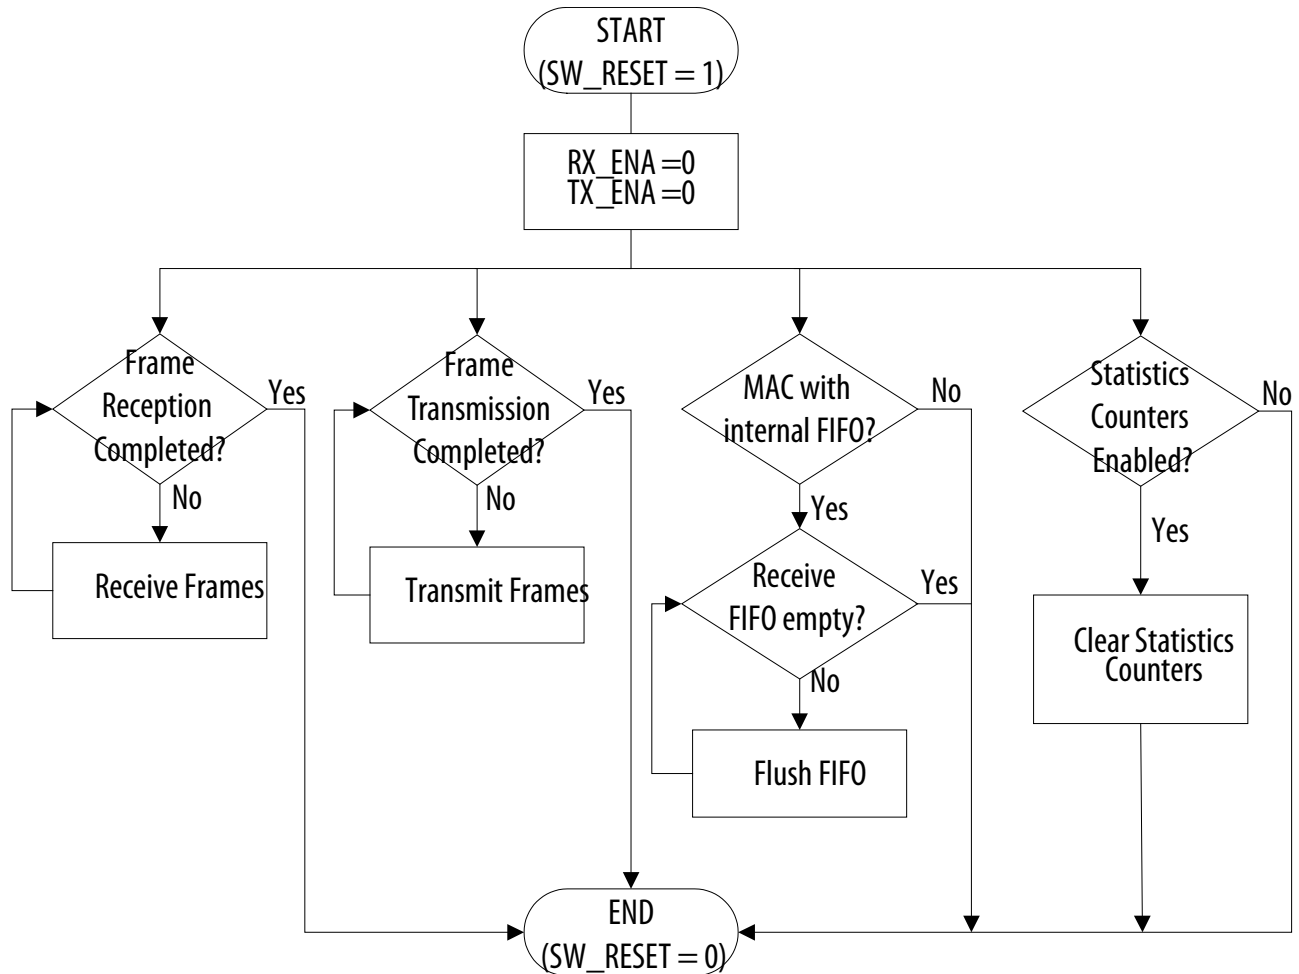 START
(SW_RESET = 1)
RX_ENA =0
TX_ENA =0
Frame
Reception
Completed?
Yes
No
Receive Frames
Frame
Transmission
Completed?
Yes
No
Transmit Frames
MAC with
internal FIFO?
No
Yes
Receive
FIFO empty?
Yes
No
Flush FIFO
Statistics
Counters
Enabled?
No
Yes
Clear Statistics
Counters
END
(SW_RESET = 0)